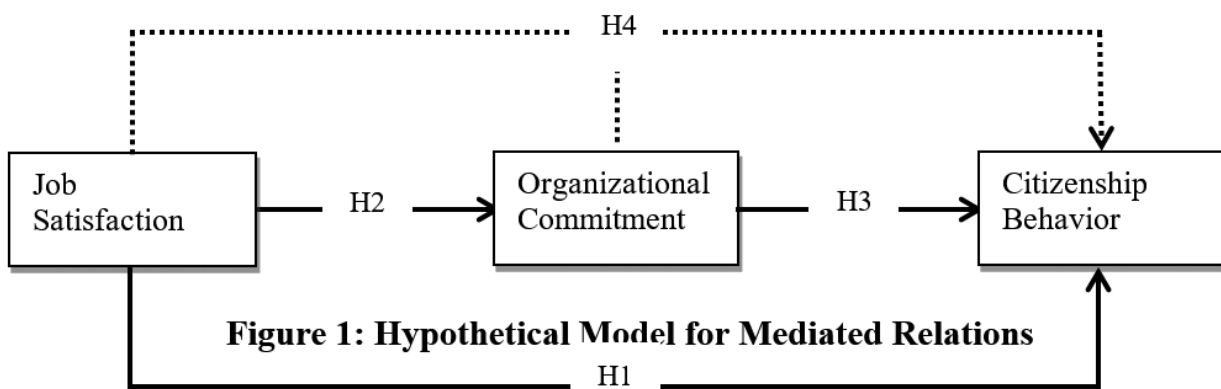 H4
Job
Satisfaction
H2
Organizational
Commitment
H3
Citizenship
Behavior
Figure 1: Hypothetical Model for Mediated Relations
H1